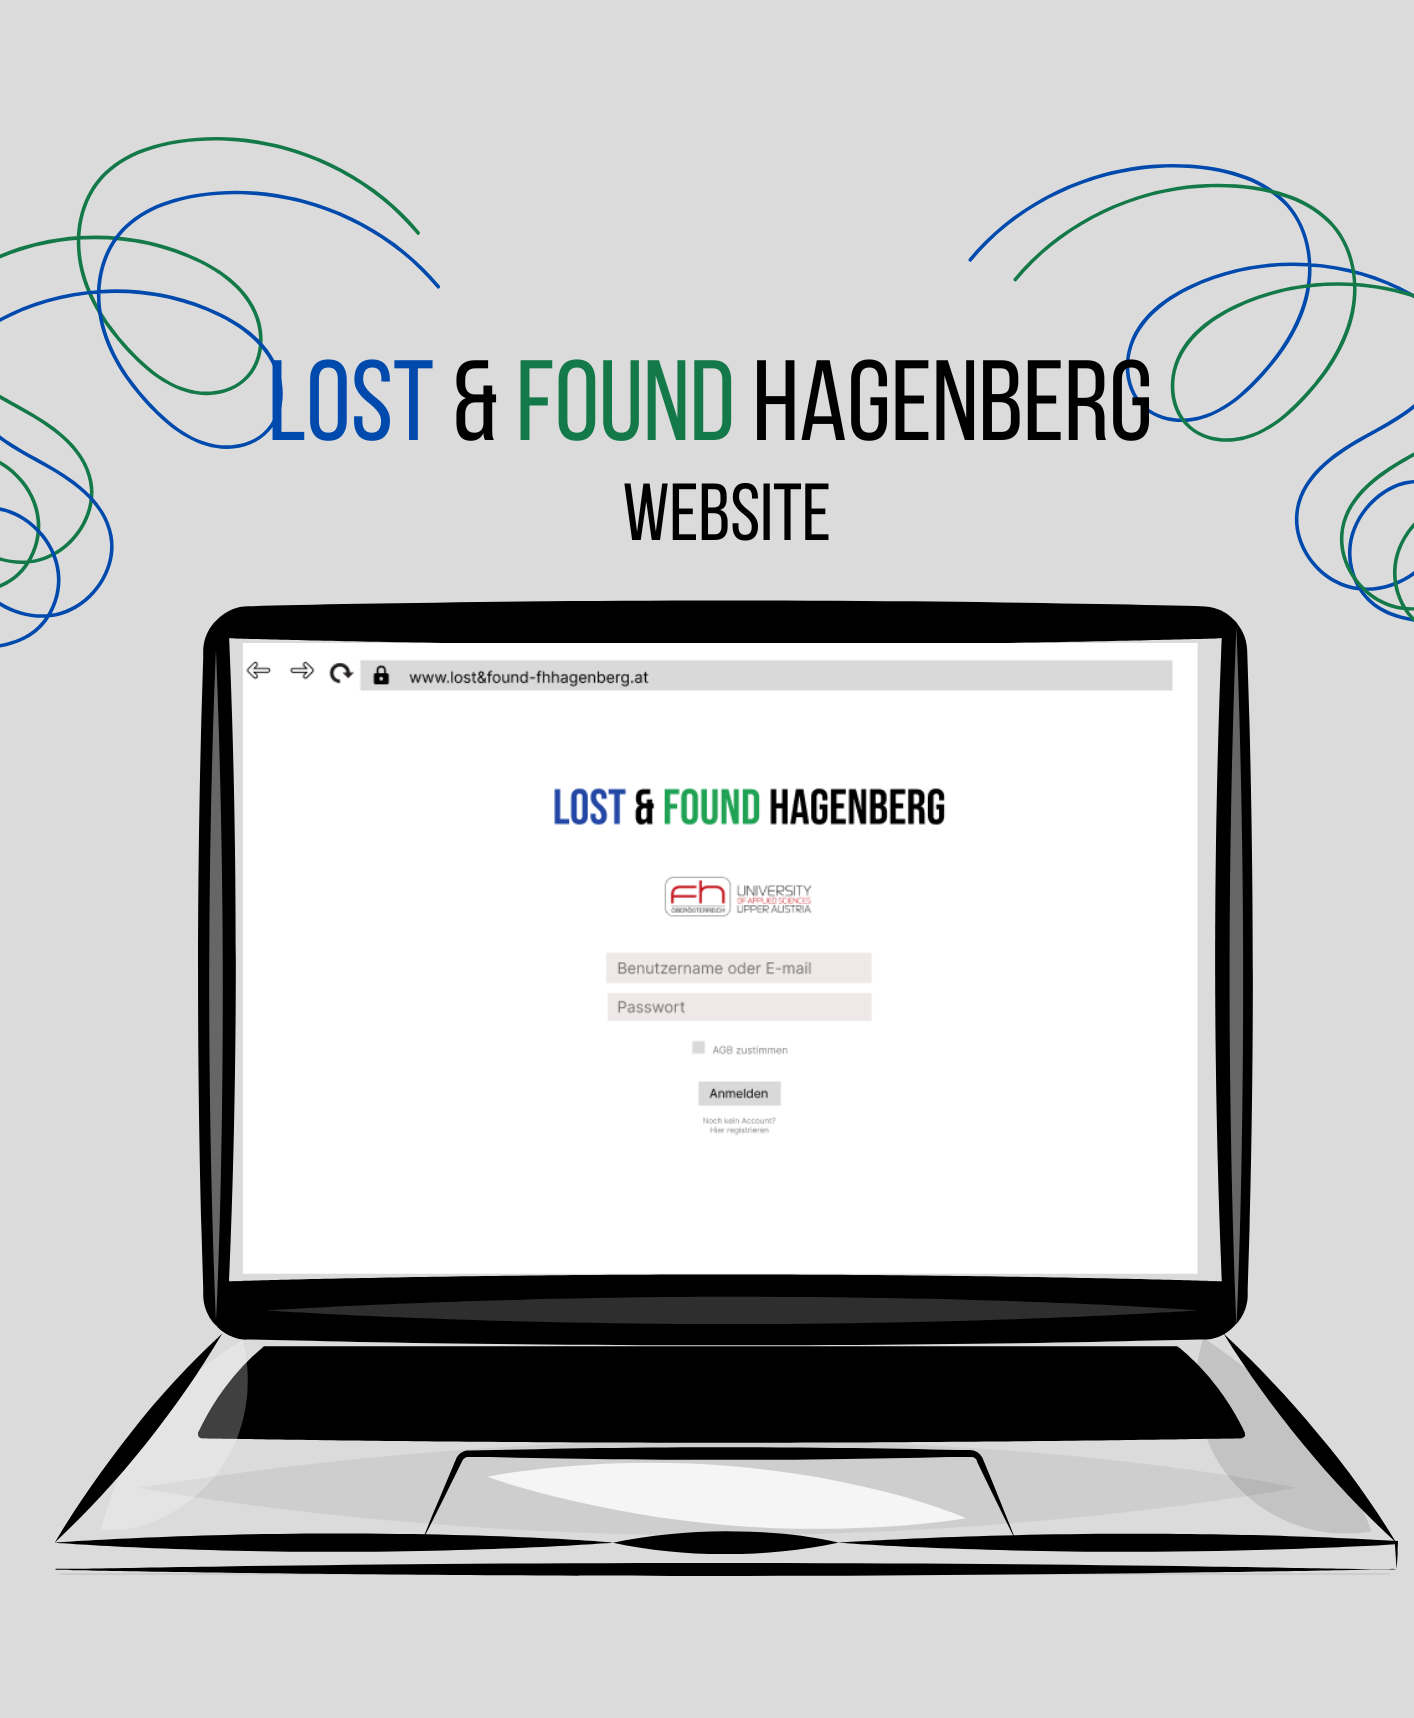 LOST & FOUND HAGENBERG
WEBSITE
www.lost&found-fhhagenberg.at
LOST & FOUND HAGENBERG
fh
OBERÖSTERREICH
UNIVERSITY
OF APPLIED SCIENCES
UPPER AUSTRIA
Benutzername oder E-mail
Passwort
AGB zustimmen
Anmelden
Noch kein Account?
Hier registrieren